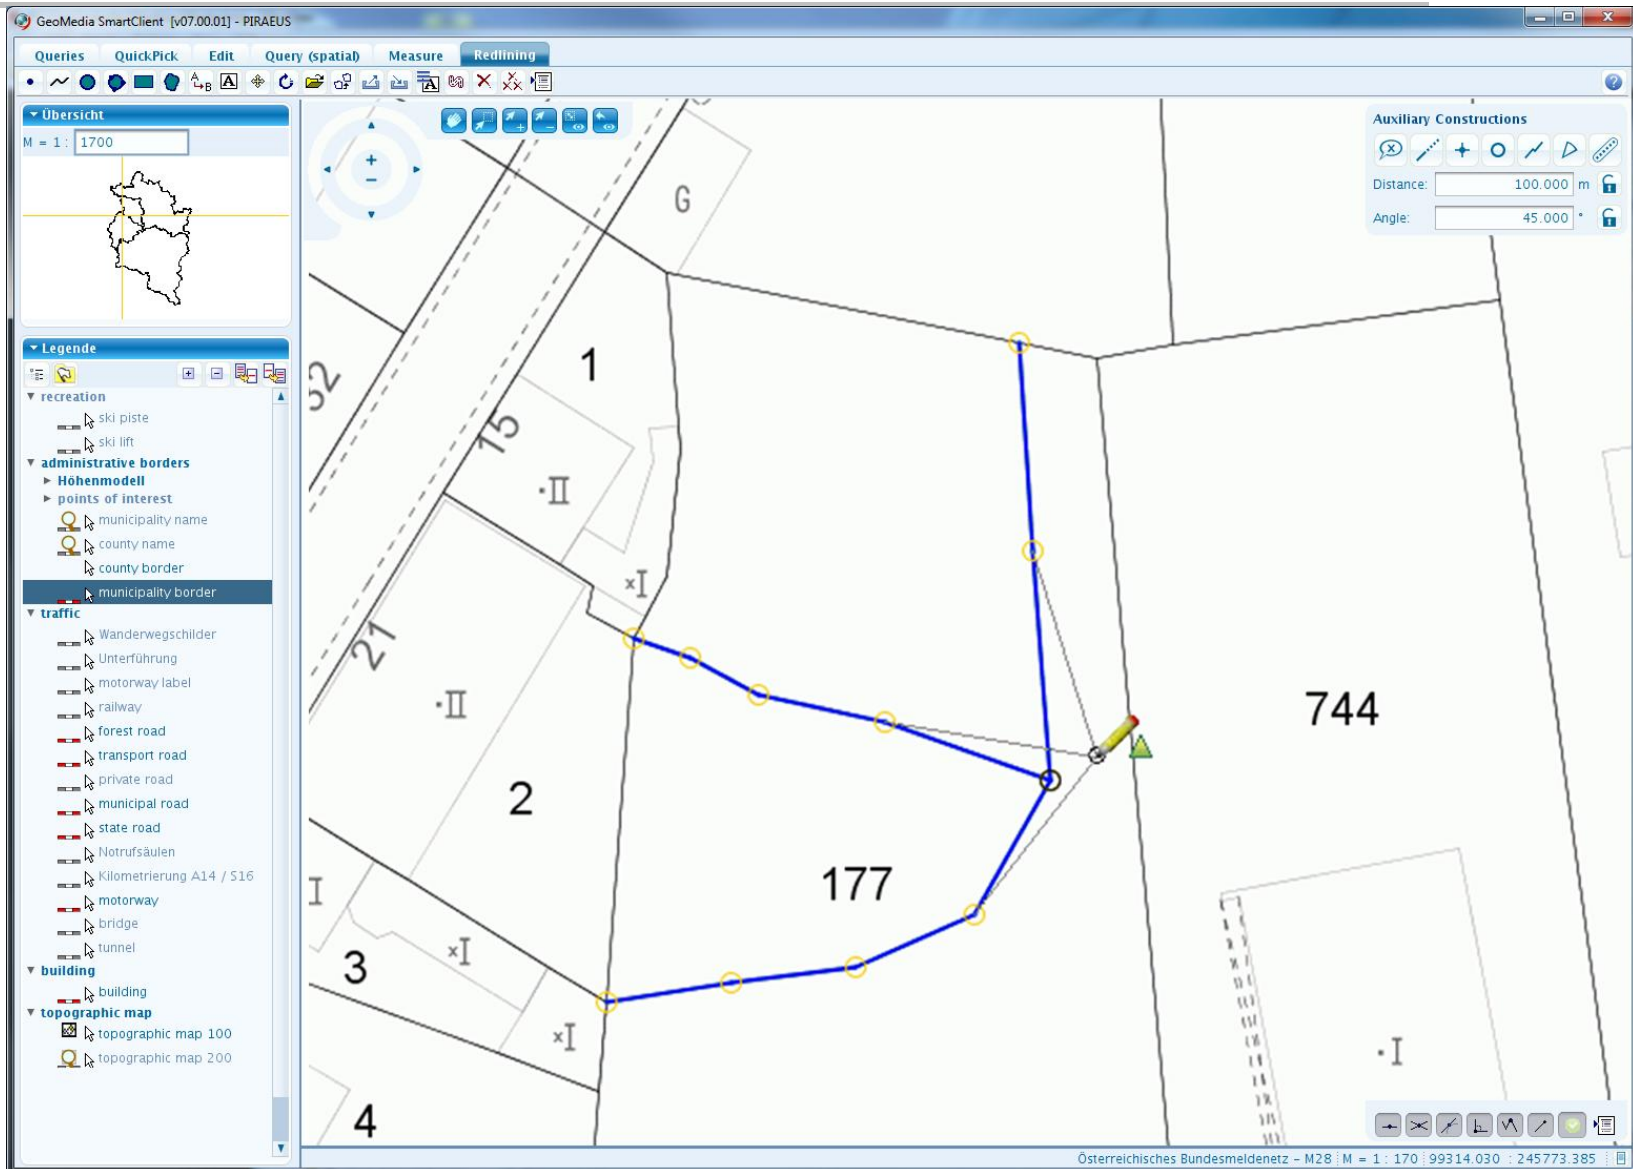 GeoMedia SmartClient [v07.00.01] - PIRAEUS
Queries QuickPick Edit Query (spatial) Measure Redlining
Übersicht
M = 1 : 1700
Legende
recreation
ski piste
ski lift
administrative borders
Höhenmodell
points of interest
municipality name
county name
county border
municipality border
traffic
Wanderwegschilder
Unterführung
motorway label
railway
forest road
transport road
private road
municipal road
state road
Notrufsäulen
Kilometrierung A14 / S16
motorway
bridge
tunnel
building
building
topographic map
topographic map 100
topographic map 200
Auxiliary Constructions
Distance: 100.000 m
Angle: 45.000 °
G
1
15
II
I
21
II
744
2
177
I
3
I
I
I
4
Österreichisches Bundesmeldenetz - M28 M = 1 : 170 99314.030 : 245773.385